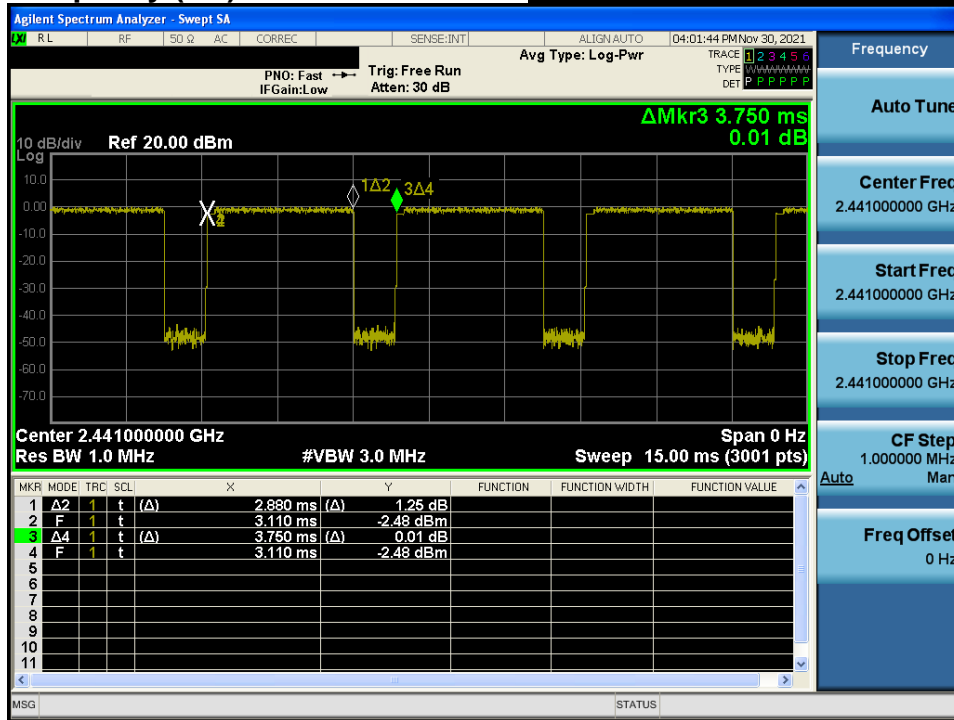 Agilent Spectrum Analyzer - Swept SA
LXI RL RF 50 Ω AC CORREC SENSE:INT ALIGN AUTO 04:01:44 PM Nov 30, 2021
PNO: Fast
IFGain:Low
Trig: Free Run
Atten: 30 dB
Avg Type: Log-Pwr
TRACE 1 2 3 4 5 6
TYPE
DET P P P P P P
ΔMkr3 3.750 ms
0.01 dB
10 dB/div Ref 20.00 dBm
Log
10.0
0.00
-10.0
-20.0
-30.0
-40.0
-50.0
-60.0
-70.0
1Δ2
3Δ4
Center 2.441000000 GHz Span 0 Hz
Res BW 1.0 MHz #VBW 3.0 MHz Sweep 15.00 ms (3001 pts)
MKR MODE TRC SCL X Y FUNCTION FUNCTION WIDTH FUNCTION VALUE
1 Δ2 1 t (Δ) 2.880 ms (Δ) 1.25 dB
2 F 1 t 3.110 ms -2.48 dBm
3 Δ4 1 t (Δ) 3.750 ms (Δ) 0.01 dB
4 F 1 t 3.110 ms -2.48 dBm
5
6
7
8
9
10
11
MSG STATUS
Frequency
Auto Tune
Center Freq
2.441000000 GHz
Start Freq
2.441000000 GHz
Stop Freq
2.441000000 GHz
CF Step
1.000000 MHz
Auto Man
Freq Offset
0 Hz